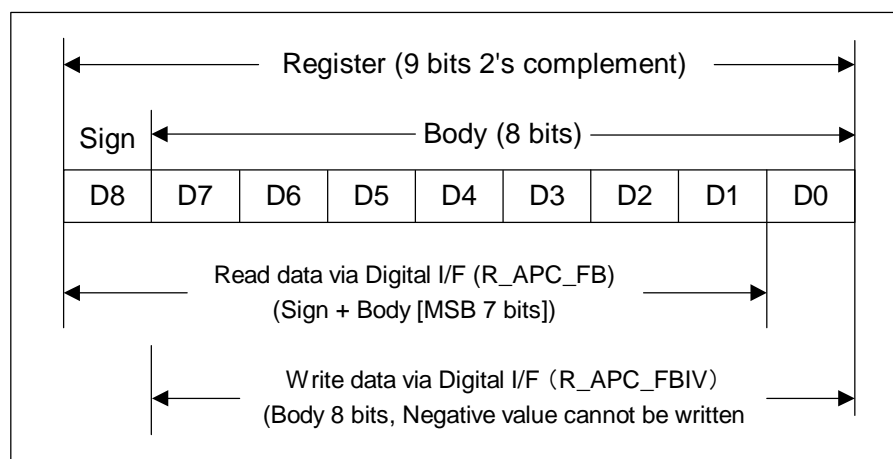 Register (9 bits 2's complement)
Sign
Body (8 bits)
D8 D7 D6 D5 D4 D3 D2 D1 D0
Read data via Digital I/F (R_APC_FB)
(Sign + Body [MSB 7 bits])
Write data via Digital I/F（R_APC_FBIV）
(Body 8 bits, Negative value cannot be written